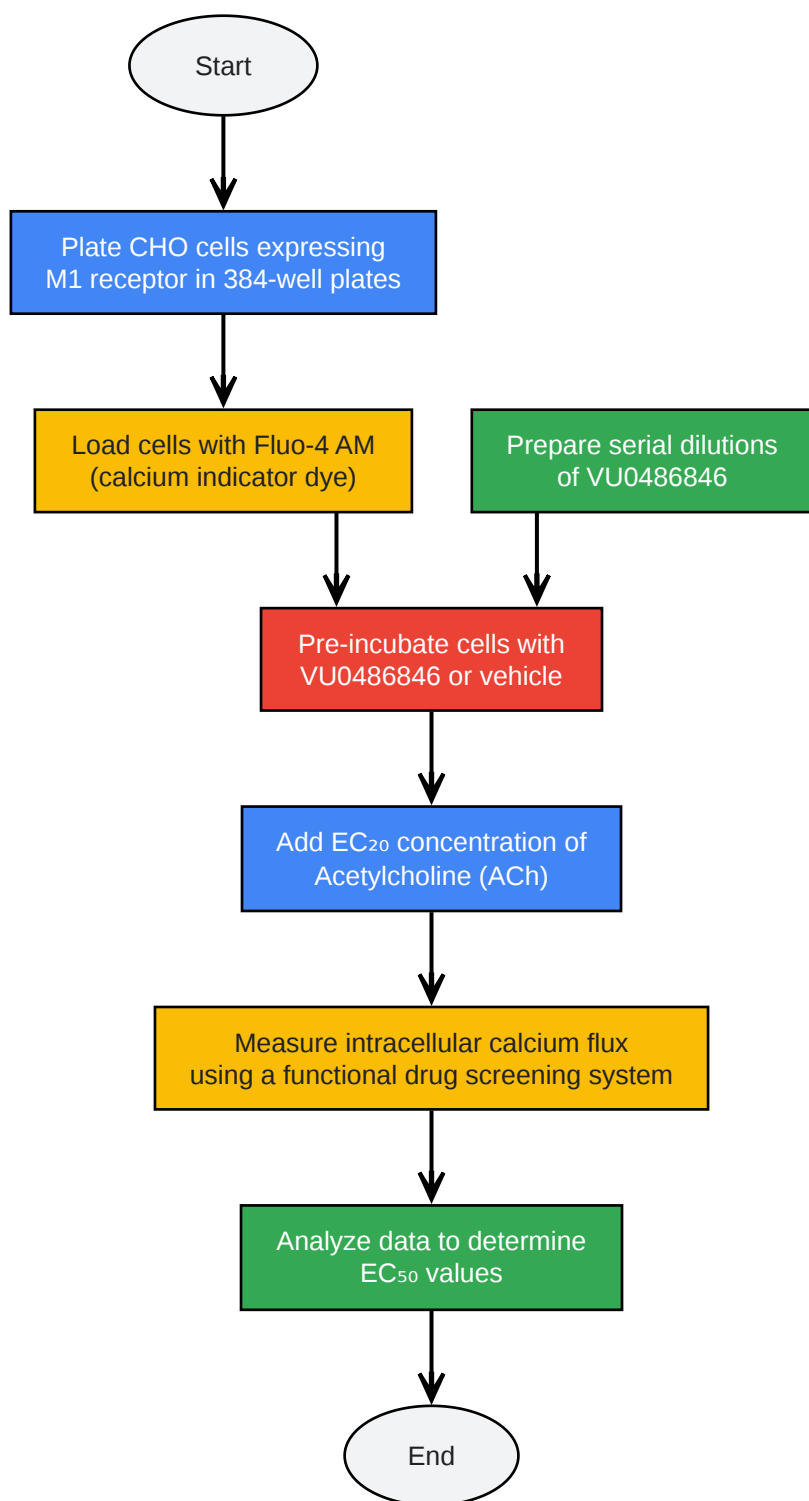 Start
Plate CHO cells expressing
M1 receptor in 384-well plates
Load cells with Fluo-4 AM
(calcium indicator dye)
Prepare serial dilutions
of VU0486846
Pre-incubate cells with
VU0486846 or vehicle
Add EC₂₀ concentration of
Acetylcholine (ACh)
Measure intracellular calcium flux
using a functional drug screening system
Analyze data to determine
EC₅₀ values
End